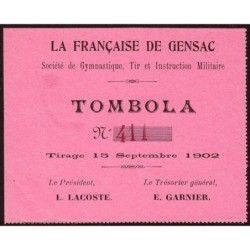 LA FRANÇAISE DE GENSAC
Société de Gymnastique, Tir et Instruction Militaire
TOMBOLA
N° 411
Tirage 15 Septembre 1902
Le Président, Le Trésorier général,
L. LACOSTE. E. GARNIER.